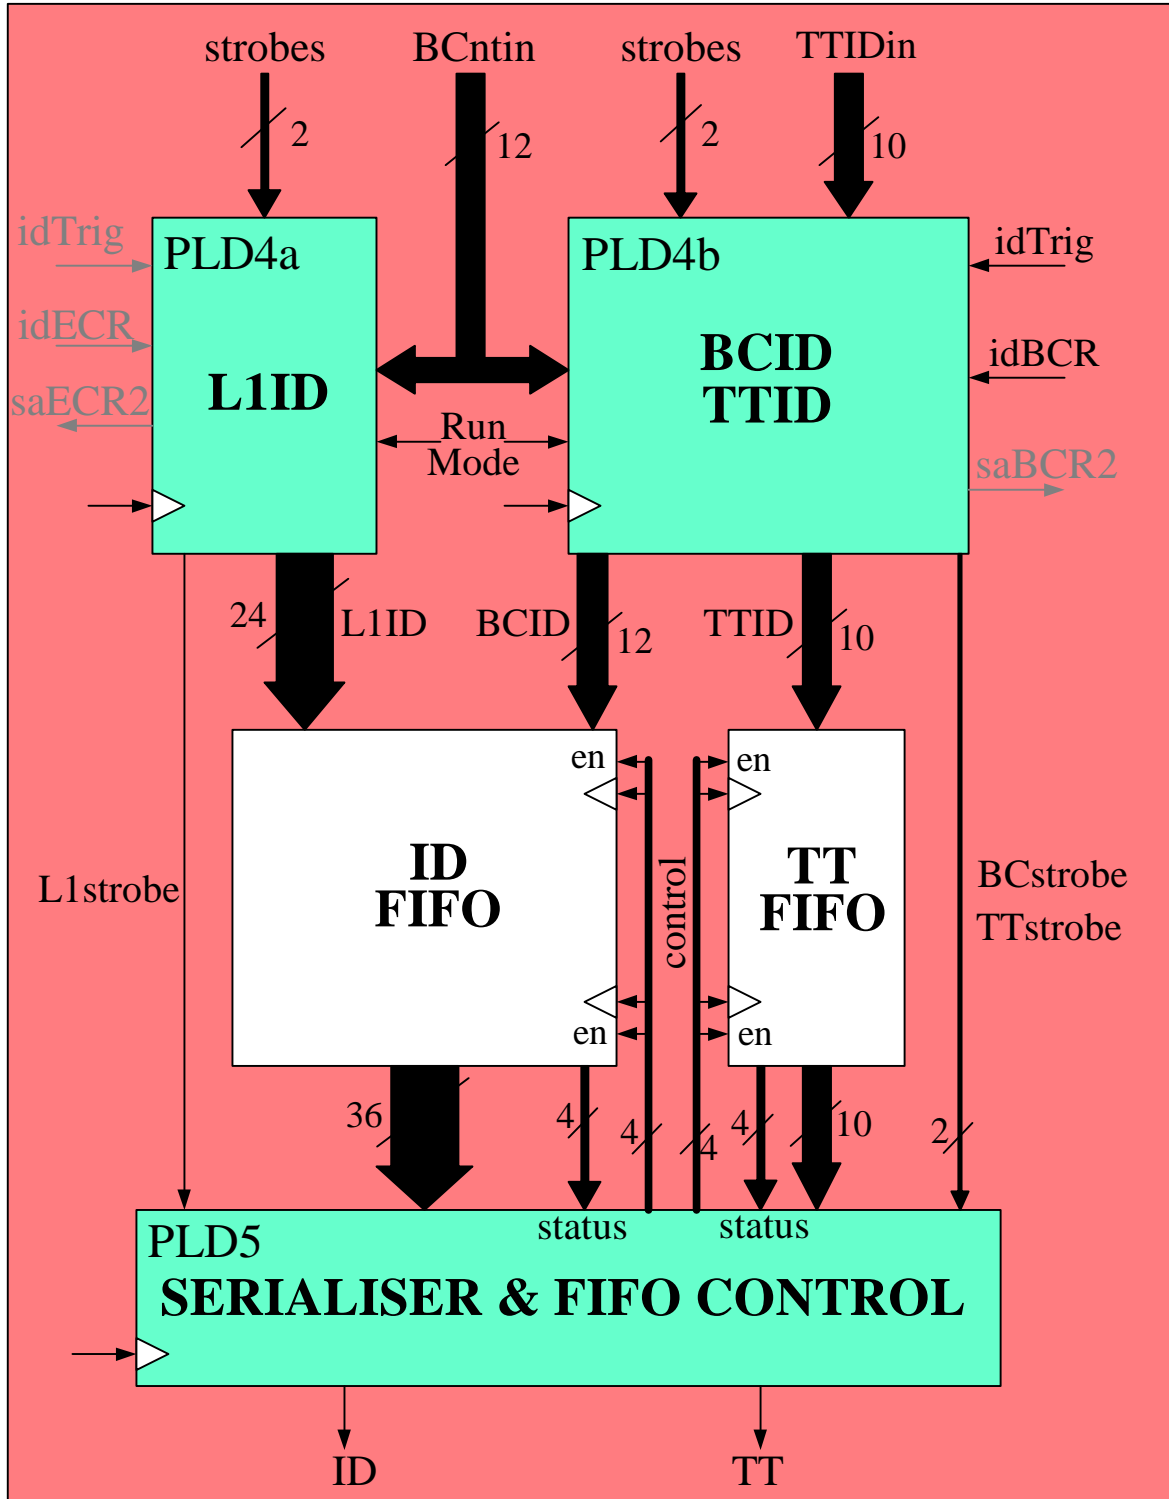 strobes
BCntin
strobes
TTIDin
2
12
2
10
idTrig
PLD4a
PLD4b
idTrig
idECR
BCID
idBCR
L1ID
TTID
saECR2
Run
Mode
saBCR2
24
L1ID
BCID
12
TTID
10
en
en
ID
FIFO
control
TT
FIFO
L1strobe
BCstrobe
TTstrobe
en
en
36
4
4
4
4
10
2
status
status
PLD5
SERIALISER & FIFO CONTROL
ID
TT